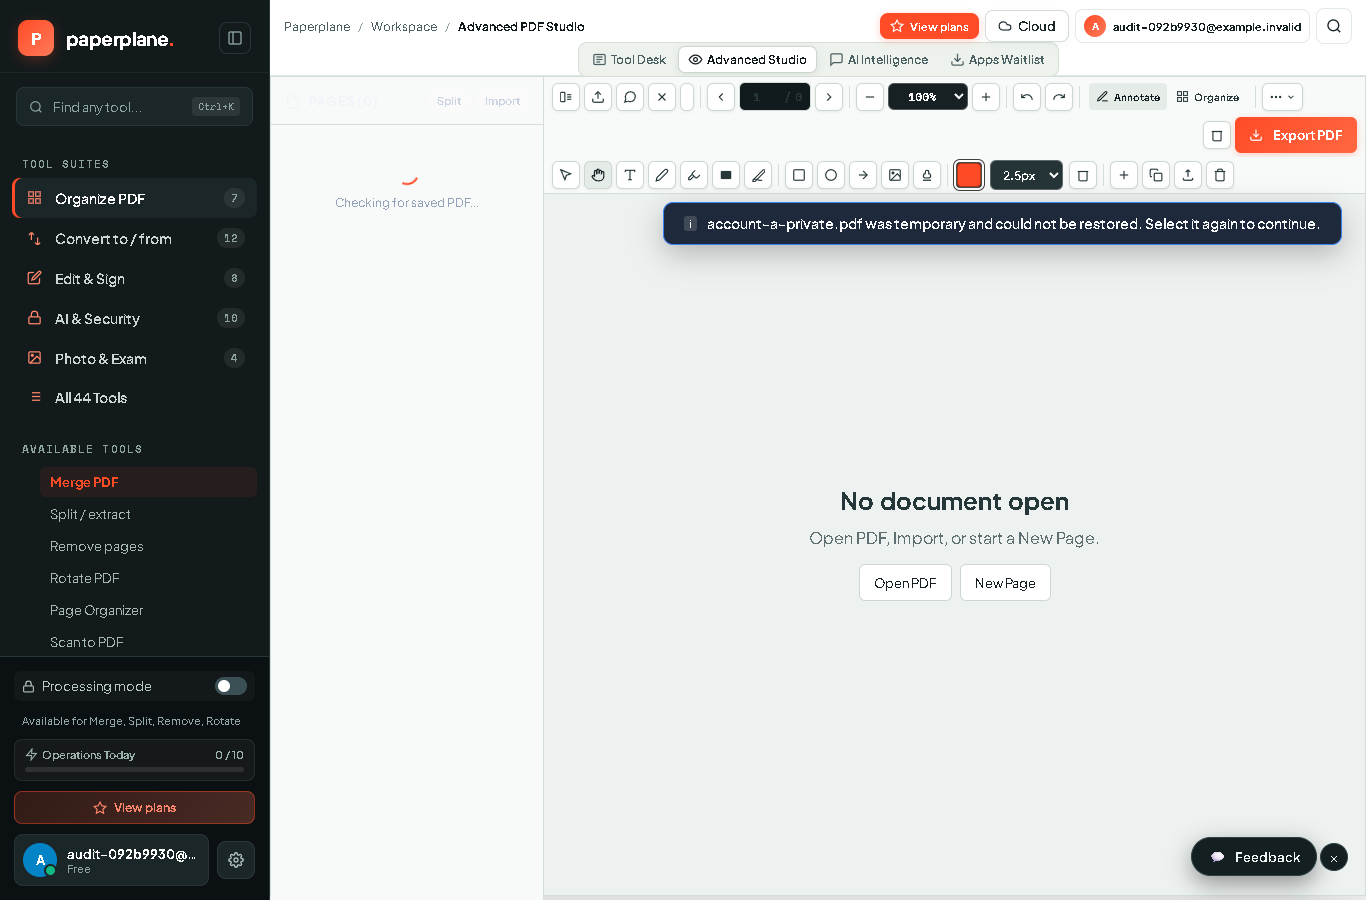 P paperplane.
Find any tool... Ctrl+K
TOOL SUITES
Organize PDF 7
Convert to / from 12
Edit & Sign 8
AI & Security 10
Photo & Exam 4
All 44 Tools
AVAILABLE TOOLS
Merge PDF
Split / extract
Remove pages
Rotate PDF
Page Organizer
Scan to PDF
Processing mode
Available for Merge, Split, Remove, Rotate
Operations Today 0 / 10
View plans
A audit-092b9930@...
Free
Paperplane / Workspace / Advanced PDF Studio
View plans
Cloud
A audit-092b9930@example.invalid
Tool Desk
Advanced Studio
AI Intelligence
Apps Waitlist
PAGES (0) Split Import
Checking for saved PDF...
1 / 0
100%
Annotate
Organize
Export PDF
T
2.5px
i account-a-private.pdf was temporary and could not be restored. Select it again to continue.
No document open
Open PDF, Import, or start a New Page.
Open PDF New Page
Feedback ×